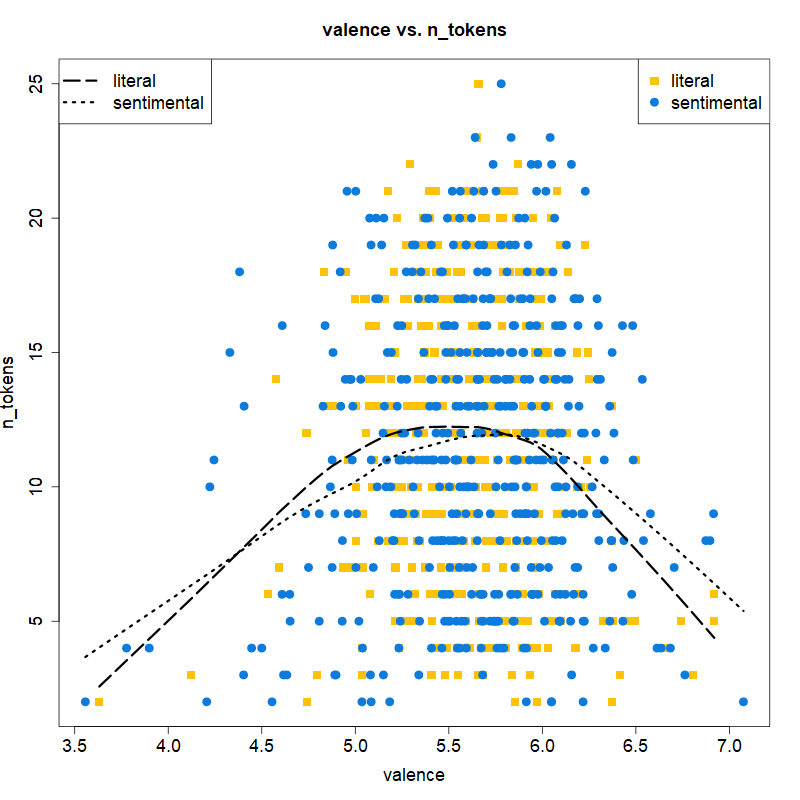 valence vs. n_tokens
literal
sentimental
literal
sentimental
25
20
15
10
5
n_tokens
3.5 4.0 4.5 5.0 5.5 6.0 6.5 7.0
valence